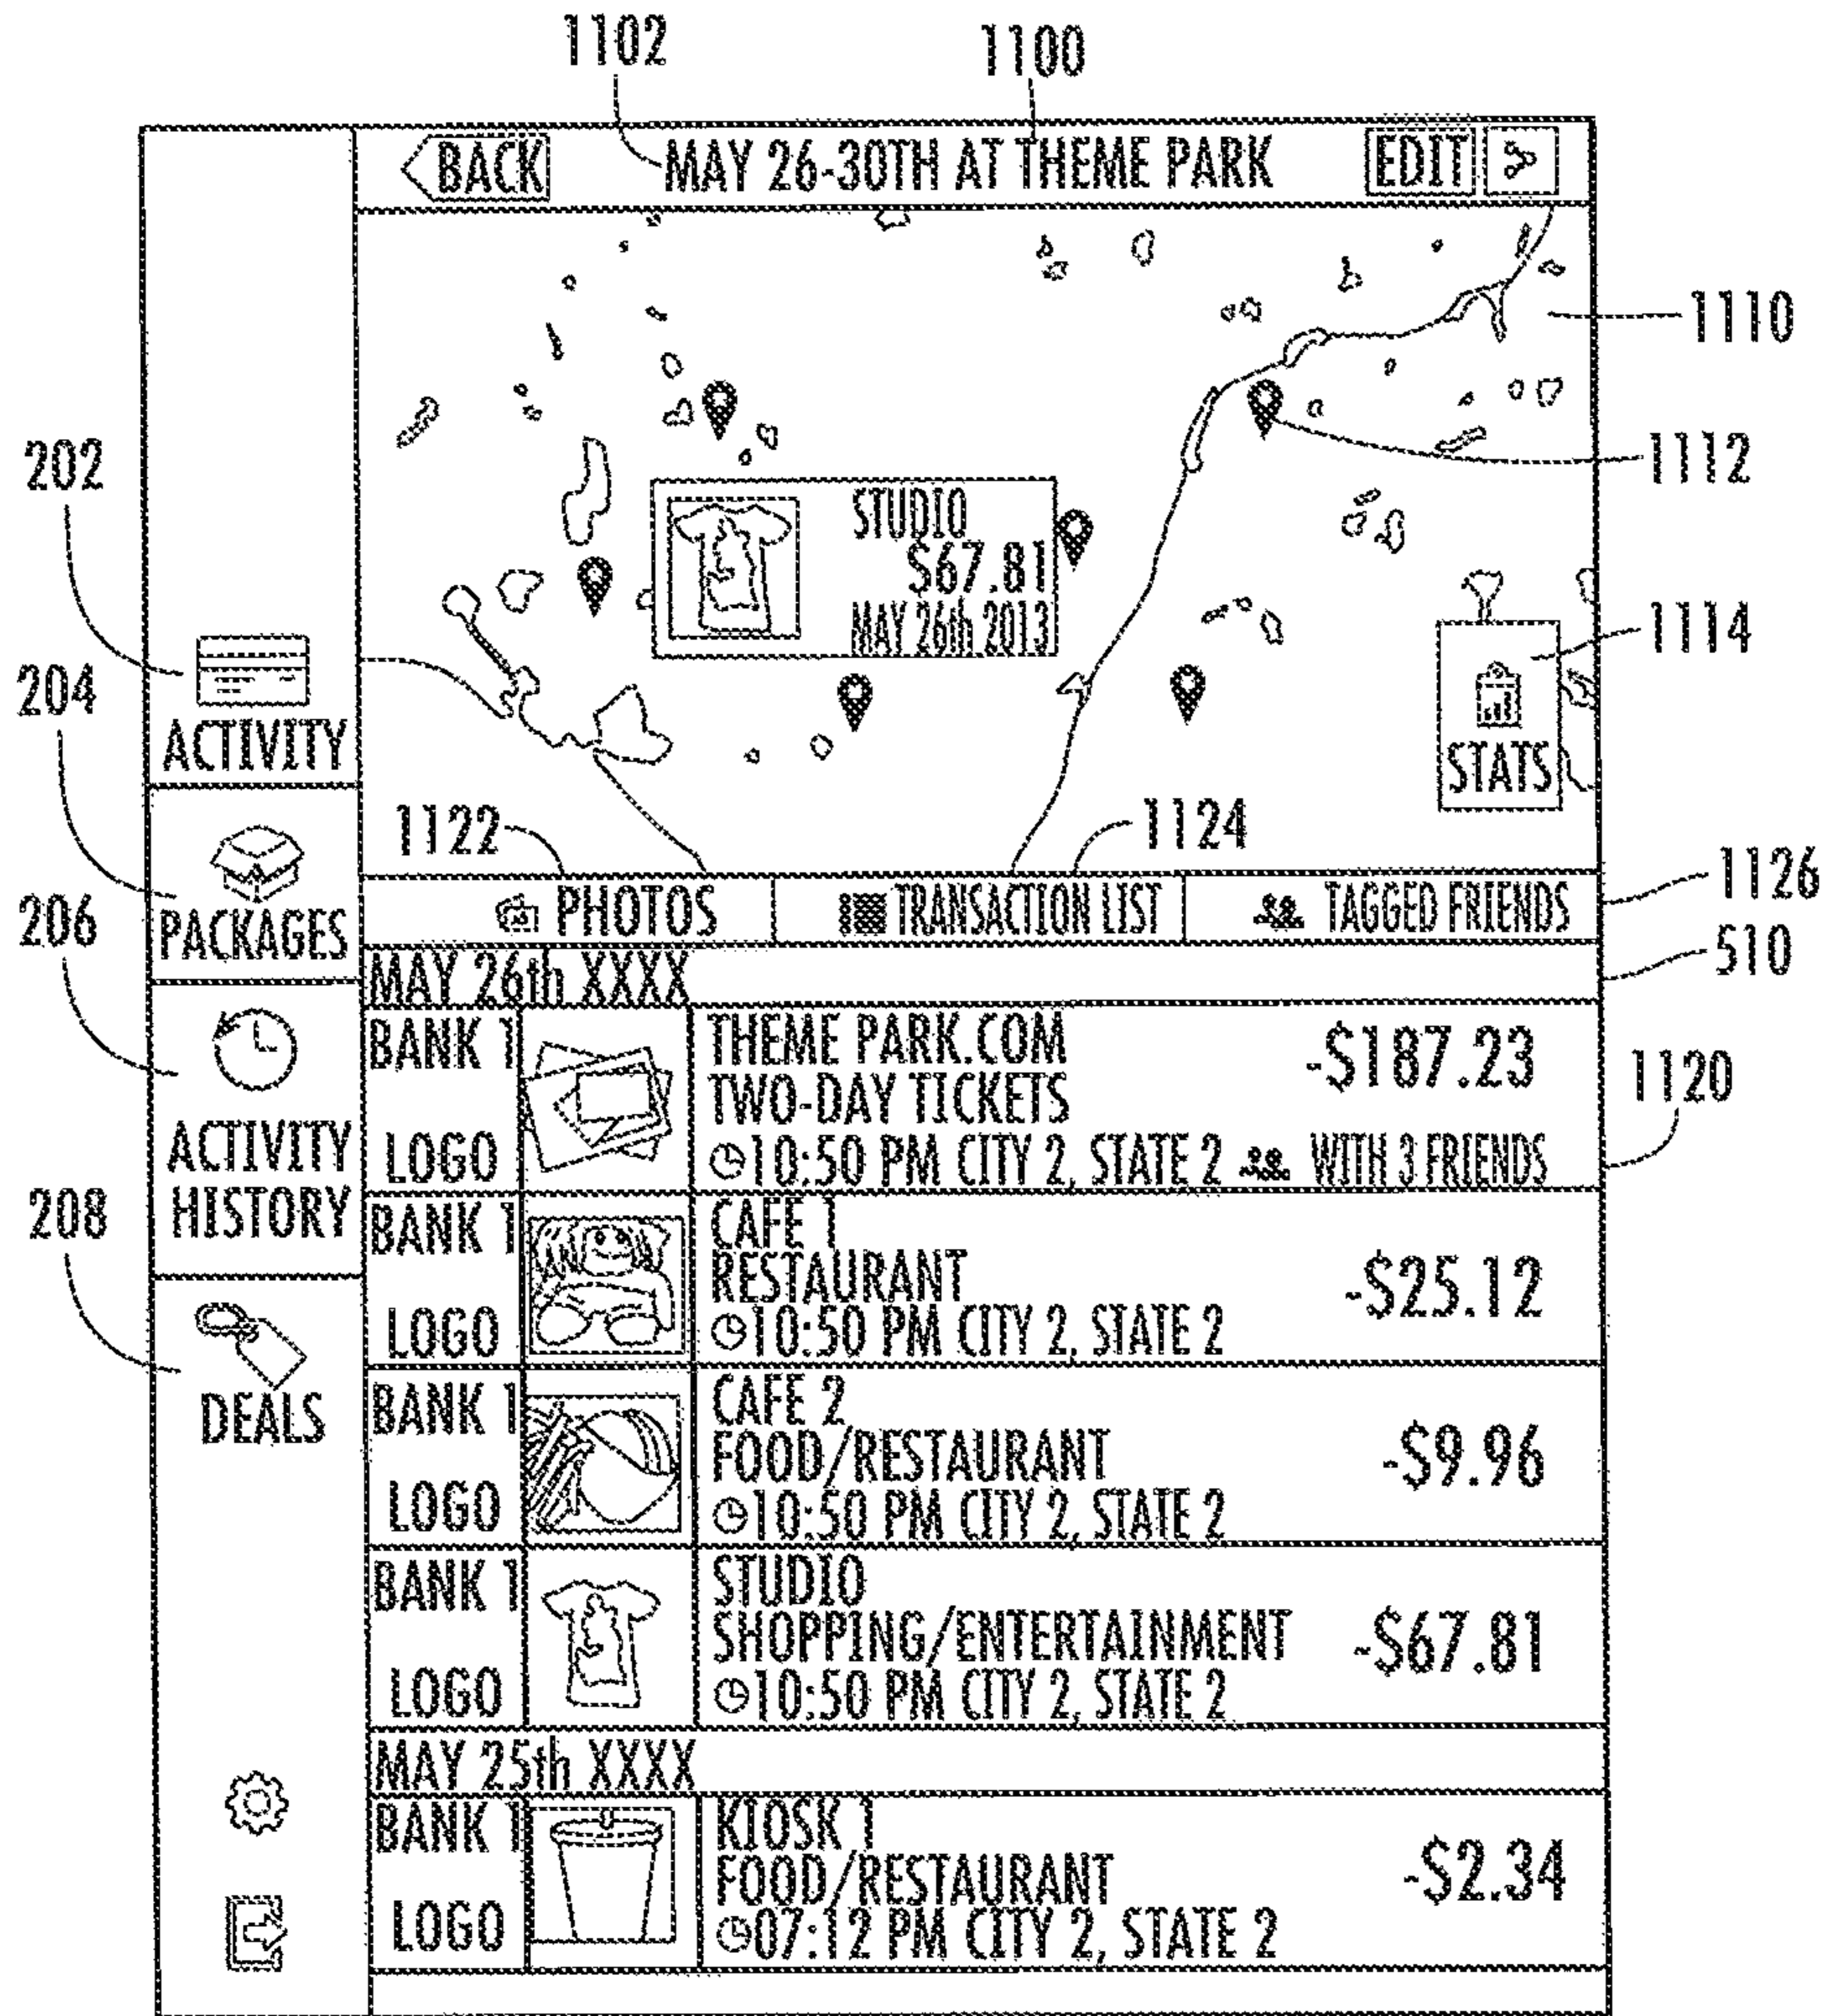 1102
1100
BACK
MAY 26-30TH AT THEME PARK
EDIT
1110
1112
202
STUDIO
$67.81
MAY 26th 2013
1114
204
ACTIVITY
STATS
1122
1124
1126
PHOTOS
TRANSACTION LIST
TAGGED FRIENDS
206
PACKAGES
510
MAY 26th XXXX
BANK 1
LOGO
THEME PARK.COM
-$187.23
TWO-DAY TICKETS
10:50 PM CITY 2, STATE 2
WITH 3 FRIENDS
1120
ACTIVITY
HISTORY
208
BANK 1
LOGO
CAFE 1
RESTAURANT
-$25.12
10:50 PM CITY 2, STATE 2
DEALS
BANK 1
LOGO
CAFE 2
FOOD/RESTAURANT
-$9.96
10:50 PM CITY 2, STATE 2
BANK 1
LOGO
STUDIO
SHOPPING/ENTERTAINMENT
-$67.81
10:50 PM CITY 2, STATE 2
MAY 25th XXXX
BANK 1
LOGO
KIOSK 1
FOOD/RESTAURANT
-$2.34
07:12 PM CITY 2, STATE 2